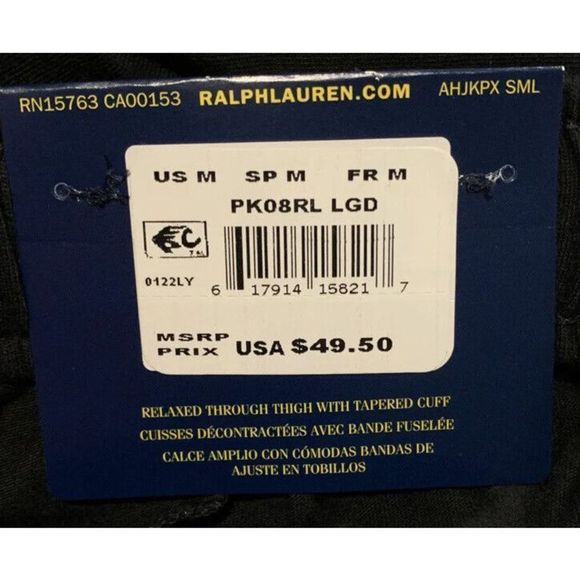 RN15763 CA00153 RALPHLAUREN.COM AHJKPX SML
US M SP M FR M
PK08RL LGD
C
0122LY
6 17914 15821 7
MSRP
PRIX USA $49.50
RELAXED THROUGH THIGH WITH TAPERED CUFF
CUISSES DÉCONTRACTÉES AVEC BANDE FUSELÉE
CALCE AMPLIO CON CÓMODAS BANDAS DE
AJUSTE EN TOBILLOS